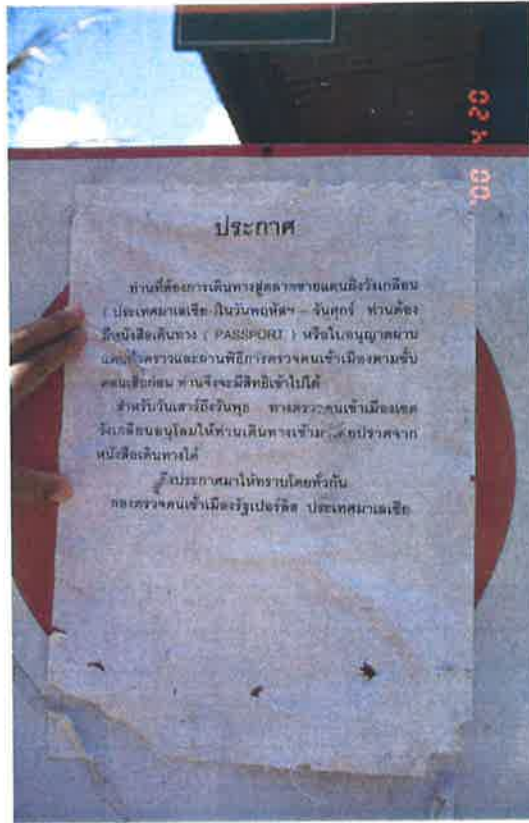 ประกาศ
ท่านที่ต้องการเดินทางสู่ตลาดชายแดนฝั่งวังเกลียน
( ประเทศมาเลเซีย )ในวันพฤหัสฯ - วันศุกร์ ท่านต้อง
มีหนังสือเดินทาง ( PASSPORT ) หรือใบอนุญาตผ่าน
แดนชั่วคราวและผ่านพิธีการตรวจคนเข้าเมืองตามขั้น
ตอนเสียก่อน ท่านจึงจะมีสิทธิเข้าไปได้
สำหรับวันเสาร์ถึงวันพุธ ทางตรวจคนเข้าเมืองเขต
วังเกลียนอนุโลมให้ท่านเดินทางเข้ามาโดยปราศจาก
หนังสือเดินทางได้
จึงประกาศมาให้ทราบโดยทั่วกัน
กองตรวจคนเข้าเมืองรัฐเปอร์ลิส ประเทศมาเลเซีย